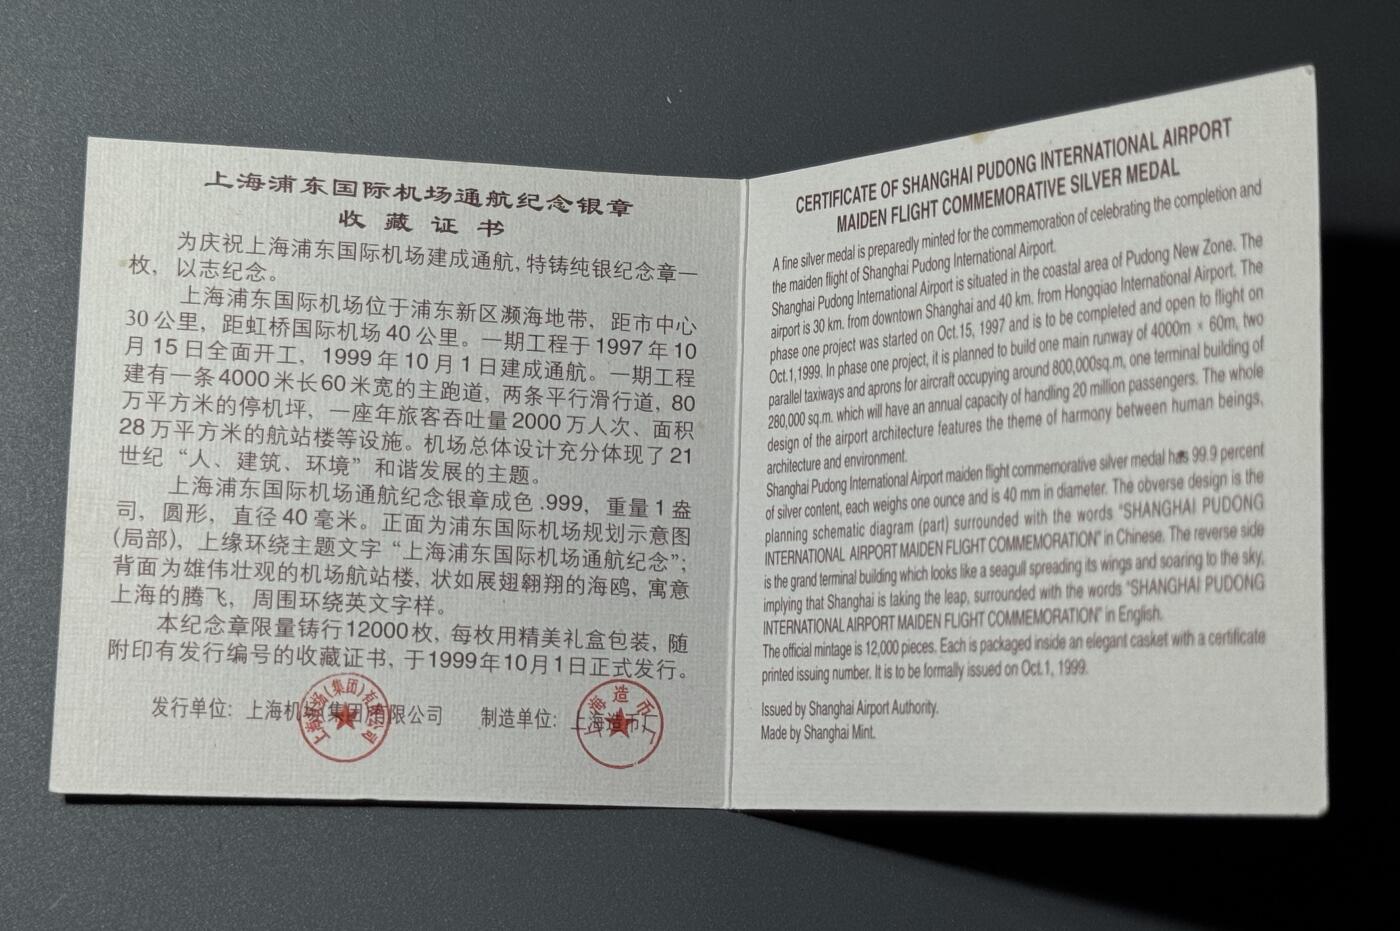 上海浦东国际机场通航纪念银章
收藏证书
为庆祝上海浦东国际机场建成通航,特铸纯银纪念章一
枚，以志纪念。
上海浦东国际机场位于浦东新区濒海地带，距市中心
30公里，距虹桥国际机场40公里。一期工程于1997年10
月15日全面开工，1999年10月1日建成通航。一期工程
建有一条4000米长60米宽的主跑道，两条平行滑行道，80
万平方米的停机坪，一座年旅客吞吐量2000万人次、面积
28万平方米的航站楼等设施。机场总体设计充分体现了21
世纪“人、建筑、环境”和谐发展的主题。
上海浦东国际机场通航纪念银章成色.999，重量1盎
司，圆形，直径40毫米。正面为浦东国际机场规划示意图
(局部)，上缘环绕主题文字“上海浦东国际机场通航纪念”；
背面为雄伟壮观的机场航站楼，状如展翅翱翔的海鸥，寓意
上海的腾飞，周围环绕英文字样。
本纪念章限量铸行12000枚，每枚用精美礼盒包装，随
附印有发行编号的收藏证书，于1999年10月1日正式发行。
发行单位：上海机场(集团)有限公司 制造单位：上海造币厂
上海机场(集团)有限公司
上海造币厂
CERTIFICATE OF SHANGHAI PUDONG INTERNATIONAL AIRPORT
MAIDEN FLIGHT COMMEMORATIVE SILVER MEDAL
A fine silver medal is preparedly minted for the commemoration of celebrating the completion and
the maiden flight of Shanghai Pudong International Airport.
Shanghai Pudong International Airport is situated in the coastal area of Pudong New Zone. The
airport is 30 km. from downtown Shanghai and 40 km. from Hongqiao International Airport. The
phase one project was started on Oct.15, 1997 and is to be completed and open to flight on
Oct.1,1999. In phase one project, it is planned to build one main runway of 4000m × 60m, two
parallel taxiways and aprons for aircraft occupying around 800,000sq.m, one terminal building of
280,000 sq.m. which will have an annual capacity of handling 20 million passengers. The whole
design of the airport architecture features the theme of harmony between human beings,
architecture and environment.
Shanghai Pudong International Airport maiden flight commemorative silver medal has 99.9 percent
of silver content, each weighs one ounce and is 40 mm in diameter. The obverse design is the
planning schematic diagram (part) surrounded with the words "SHANGHAI PUDONG
INTERNATIONAL AIRPORT MAIDEN FLIGHT COMMEMORATION" in Chinese. The reverse side
is the grand terminal building which looks like a seagull spreading its wings and soaring to the sky,
implying that Shanghai is taking the leap, surrounded with the words "SHANGHAI PUDONG
INTERNATIONAL AIRPORT MAIDEN FLIGHT COMMEMORATION" in English.
The official mintage is 12,000 pieces. Each is packaged inside an elegant casket with a certificate
printed issuing number. It is to be formally issued on Oct.1, 1999.
Issued by Shanghai Airport Authority.
Made by Shanghai Mint.